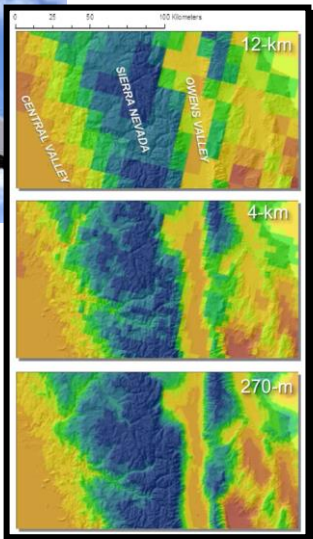 0 25 50 100 Kilometers
12-km
CENTRAL VALLEY
SIERRA NEVADA
OWENS VALLEY
4-km
270-m